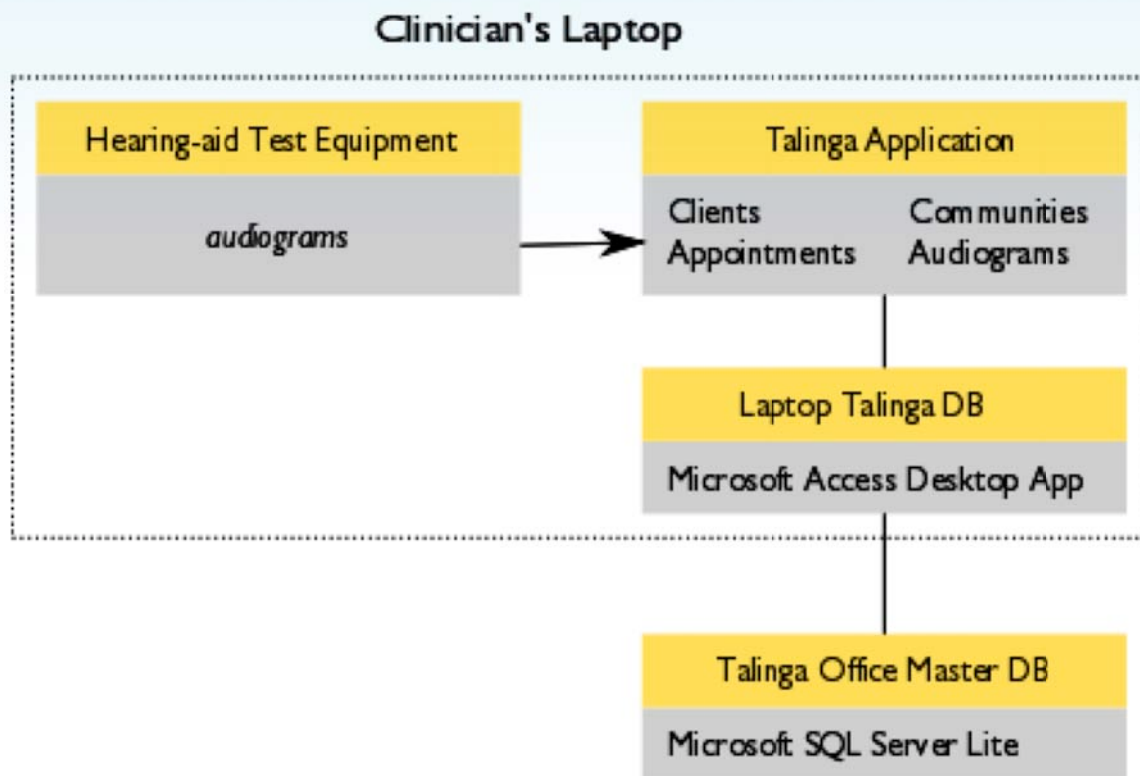 Clinician's Laptop
Hearing-aid Test Equipment
audiograms
Talinga Application
Clients Communities
Appointments Audiograms
Laptop Talinga DB
Microsoft Access Desktop App
Talinga Office Master DB
Microsoft SQL Server Lite